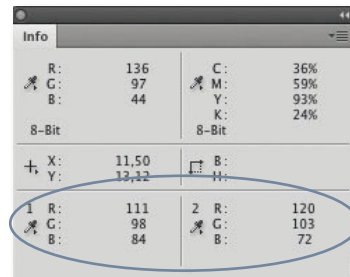 Info
R: 136 C: 36%
G: 97 M: 59%
B: 44 Y: 93%
K: 24%
8-Bit 8-Bit
X: 11,50 B:
Y: 13,12 H:
1 R: 111 2 R: 120
G: 98 G: 103
B: 84 B: 72